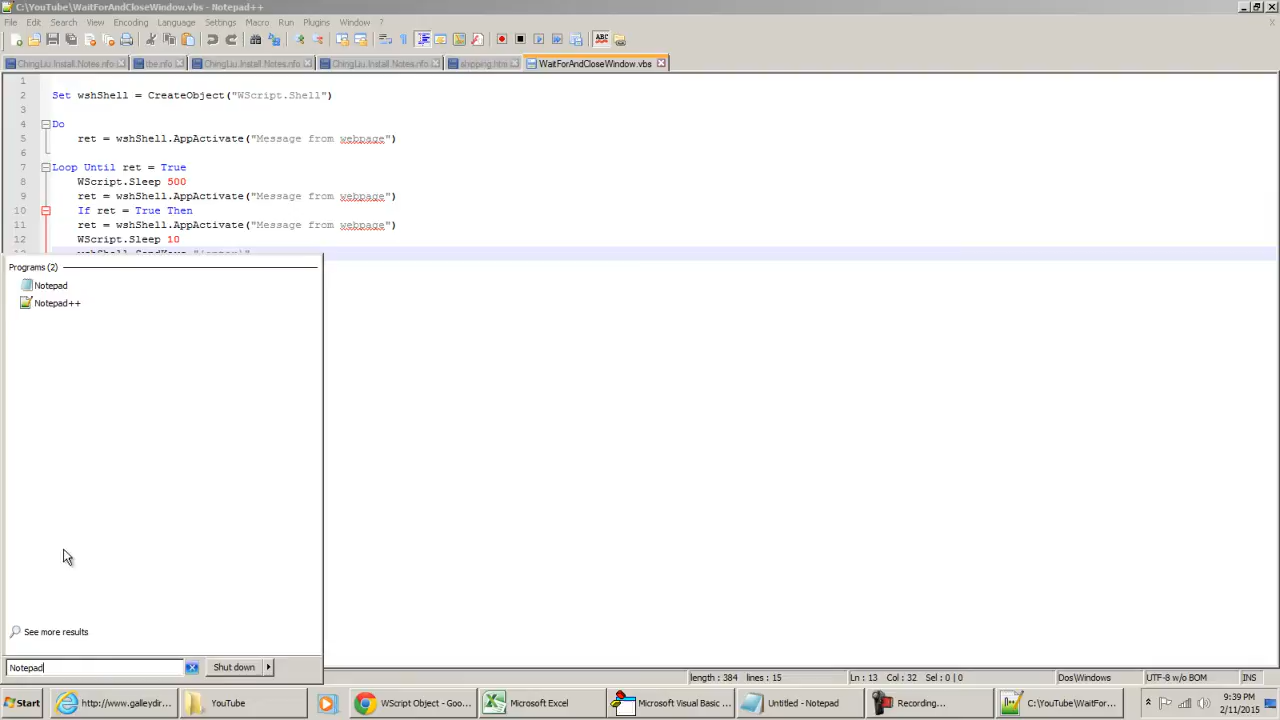 C:\YouTube\WaitForAndCloseWindow.vbs - Notepad++
File Edit Search View Encoding Language Settings Macro Run Plugins Window ?
X
ABC
ChingLiu.Install.Notes.nfo tbe.nfo ChingLiu.Install.Notes.nfo ChingLiu.Install.Notes.nfo WaitForAndCloseWindow.vbs
1
2 Set wshShell = CreateObject("WScript.Shell")
3
4 Do
5 ret = wshShell.AppActivate("Message from webpage")
6
7 Loop Until ret = True
8 WScript.Sleep 500
9 ret = wshShell.AppActivate("Message from webpage")
10 If ret = True Then
11 ret = wshShell.AppActivate("Message from webpage")
12 WScript.Sleep 10
Programs (2)
Notepad
Notepad++
See more results
Notepad
Shut down
length : 384 lines : 15
Ln : 13 Col : 32 Sel : 0 | 0
Dos\Windows
UTF-8 w/o BOM
INS
Start
http://www.galleydir...
YouTube
WScript Object - Goo...
Microsoft Excel
Microsoft Visual Basic ...
Untitled - Notepad
Recording...
C:\YouTube\WaitFor...
9:39 PM
2/11/2015